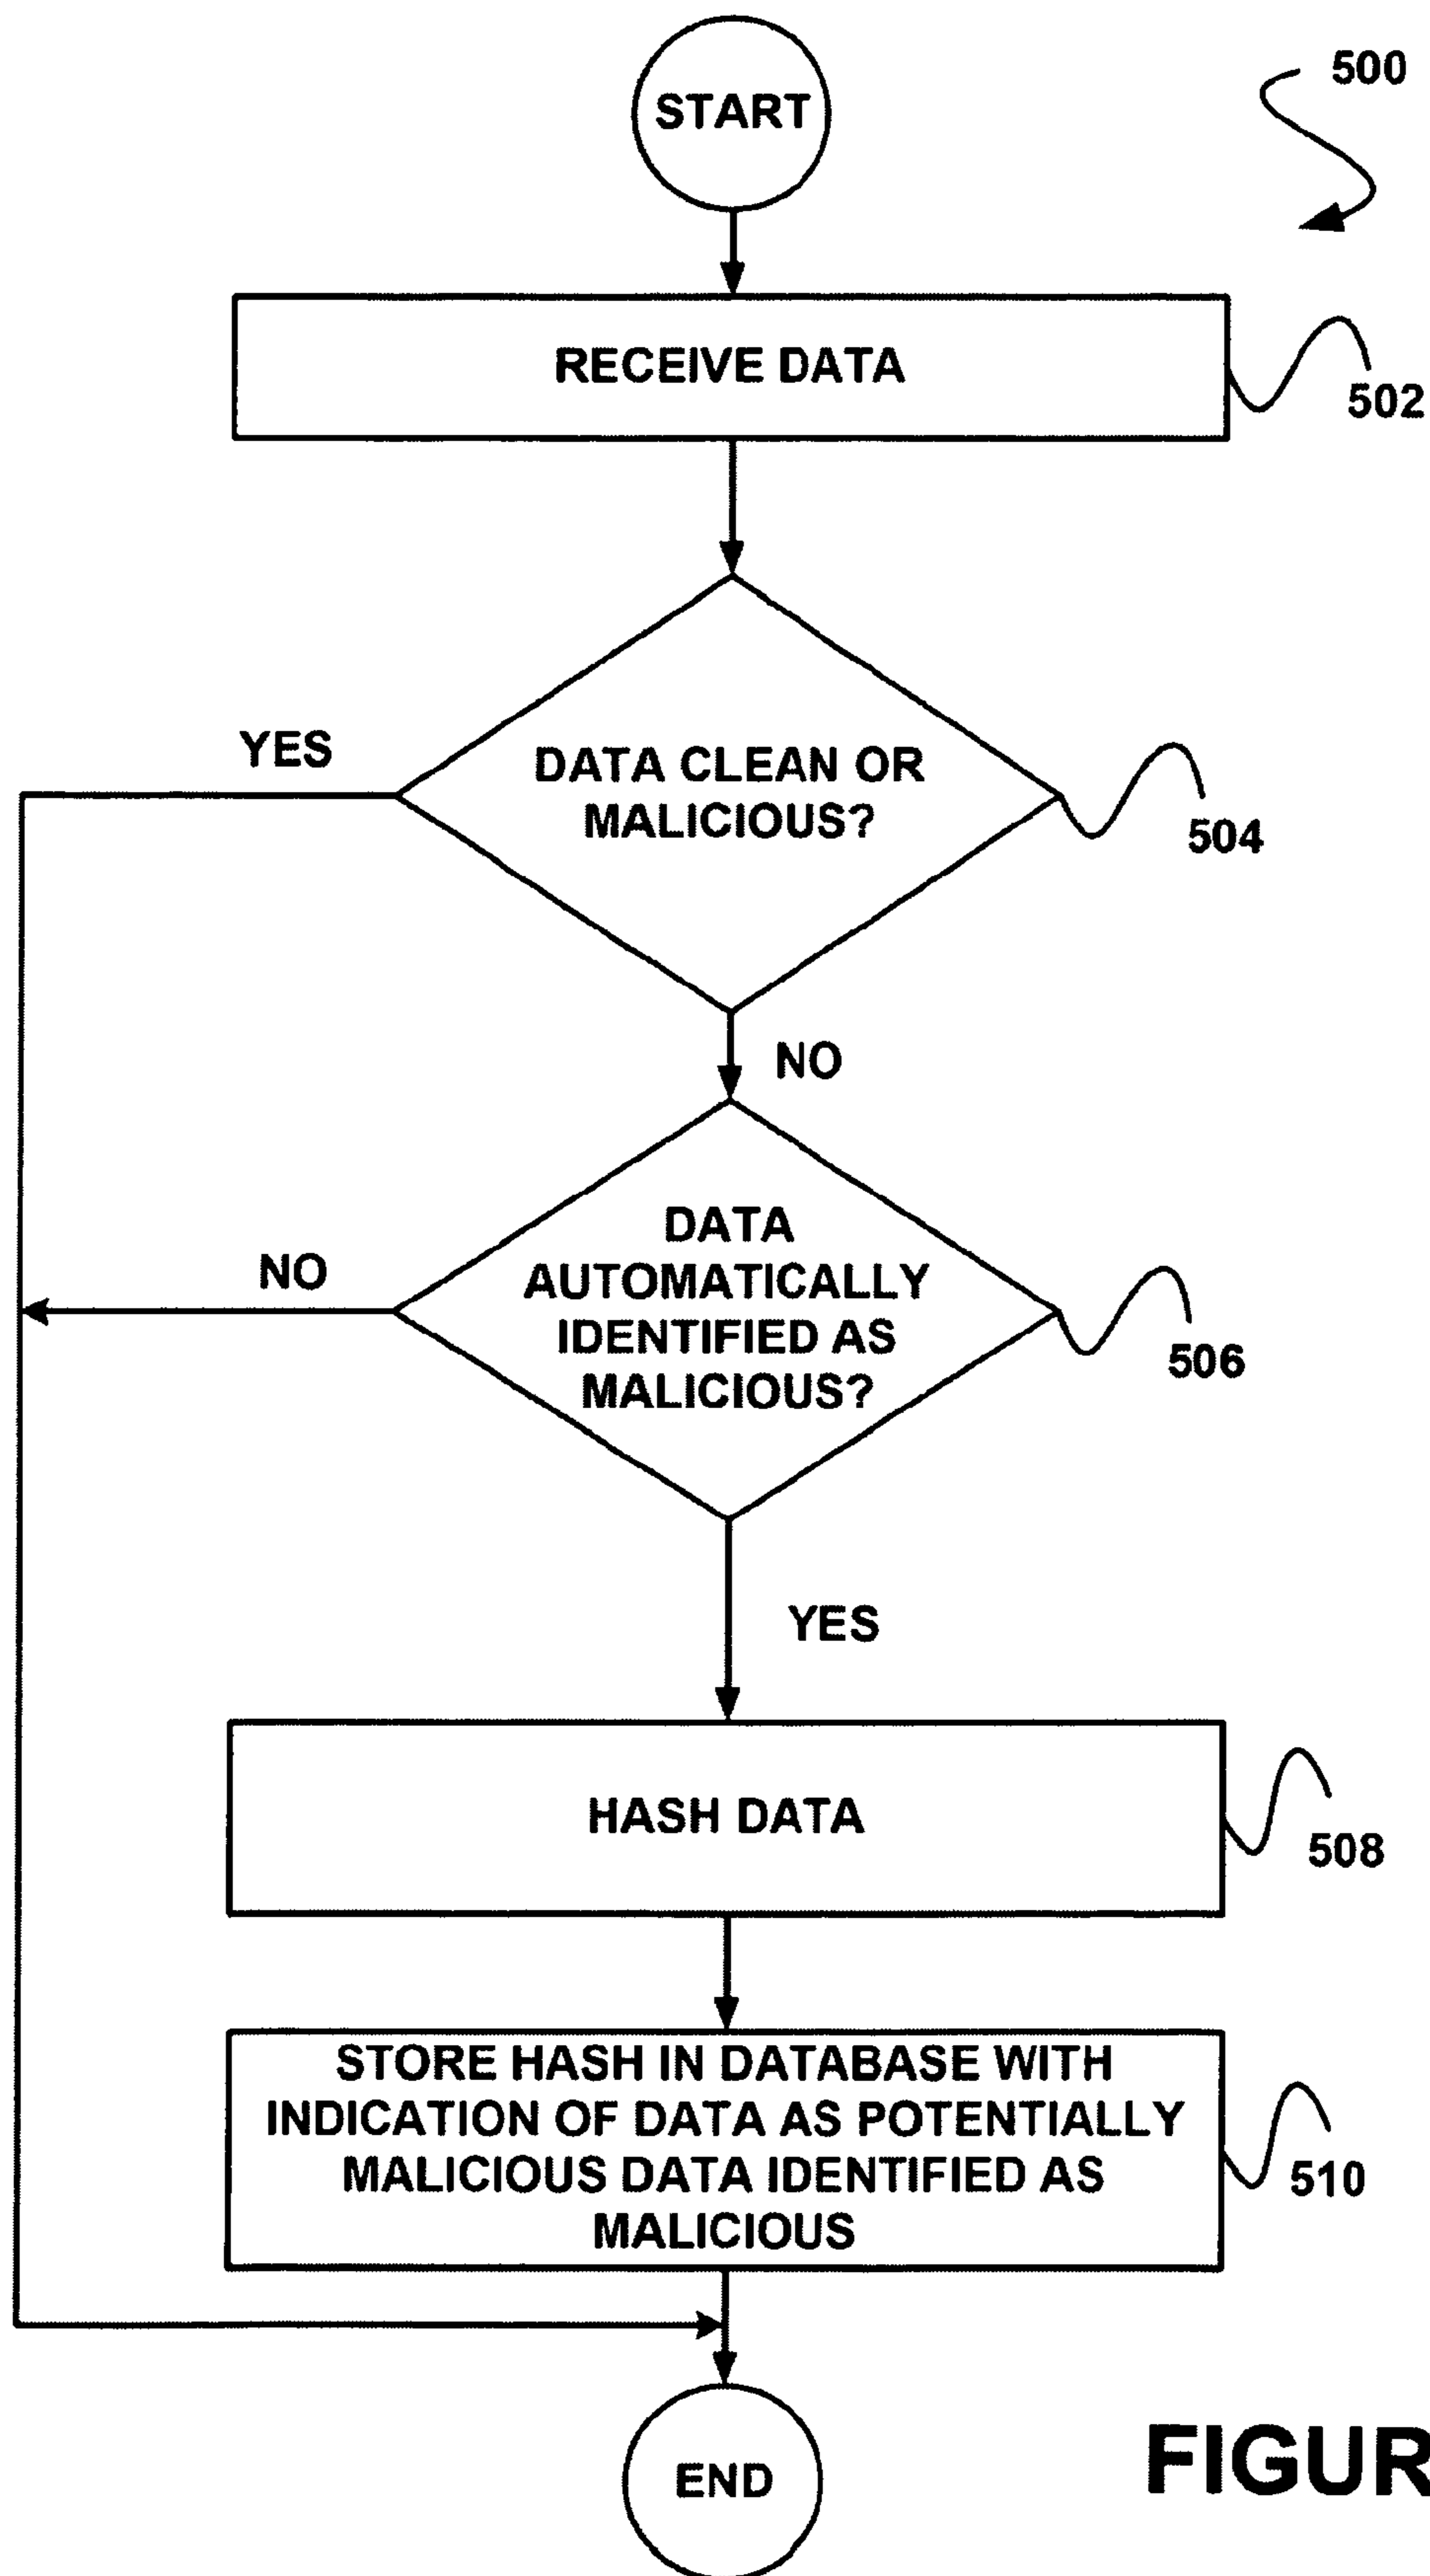 START
500
RECEIVE DATA
502
YES
DATA CLEAN OR
MALICIOUS?
504
NO
DATA
AUTOMATICALLY
IDENTIFIED AS
MALICIOUS?
NO
506
YES
HASH DATA
508
STORE HASH IN DATABASE WITH
INDICATION OF DATA AS POTENTIALLY
MALICIOUS DATA IDENTIFIED AS
MALICIOUS
510
END
FIGUR